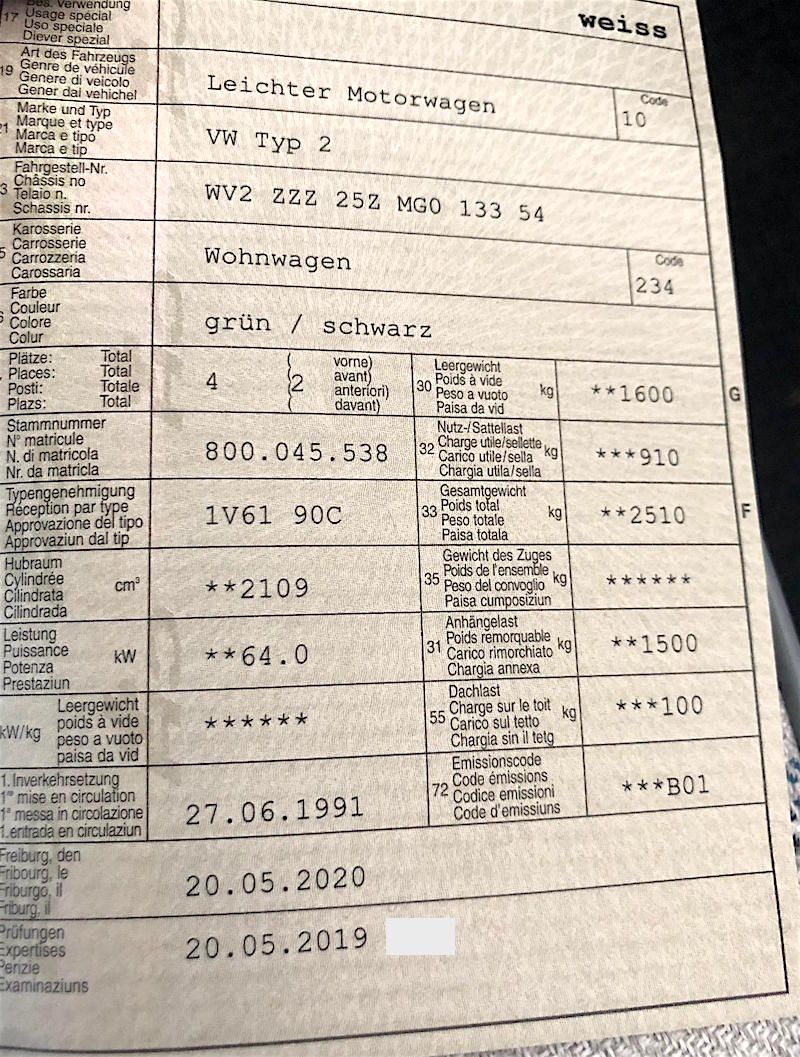 Bes. Verwendung
17 Usage spécial
Uso speciale
Diever spezial
weiss
Art des Fahrzeugs
19 Genre de véhicule
Genere di veicolo
Gener dal vehichel
Leichter Motorwagen
Code
10
Marke und Typ
21 Marque et type
Marca e tipo
Marca e tip
VW Typ 2
Fahrgestell-Nr.
3 Châssis no
Telaio n.
Schassis nr.
WV2 ZZZ 25Z MG0 133 54
Karosserie
5 Carrosserie
Carrozzeria
Carossaria
Wohnwagen
Code
234
Farbe
Couleur
Colore
Colur
grün / schwarz
Plätze: Total
Places: Total
Posti: Totale
Plazs: Total
4 (2 vorne)
avant)
anteriori)
davant)
30 Leergewicht
Poids à vide
Peso a vuoto
Paisa da vid
kg
**1600
G
Stammnummer
N° matricule
N. di matricola
Nr. da matricla
800.045.538
32 Nutz-/Sattellast
Charge utile/sellette
Carico utile/sella
Chargia utila/sella
kg
***910
Typengenehmigung
Réception par type
Approvazione del tipo
Approvaziun dal tip
1V61 90C
33 Gesamtgewicht
Poids total
Peso totale
Paisa totala
kg
**2510
F
Hubraum
Cylindrée
Cilindrata
Cilindrada
cm³
**2109
35 Gewicht des Zuges
Poids de l'ensemble
Peso del convoglio
Paisa cumposiziun
kg
******
Leistung
Puissance
Potenza
Prestaziun
kW
**64.0
31 Anhängelast
Poids remorquable
Carico rimorchiato
Chargia annexa
kg
**1500
kW/kg
Leergewicht
poids à vide
peso a vuoto
paisa da vid
******
55 Dachlast
Charge sur le toit
Carico sul tetto
Chargia sin il tetg
kg
***100
1. Inverkehrsetzung
1re mise en circulation
1a messa in circolazione
1. entrada en circulaziun
27.06.1991
72 Emissionscode
Code émissions
Codice emissioni
Code d'emissiuns
***B01
Freiburg, den
Fribourg, le
Friburgo, il
Friburg, il
20.05.2020
Prüfungen
Expertises
Perizie
Examinaziuns
20.05.2019